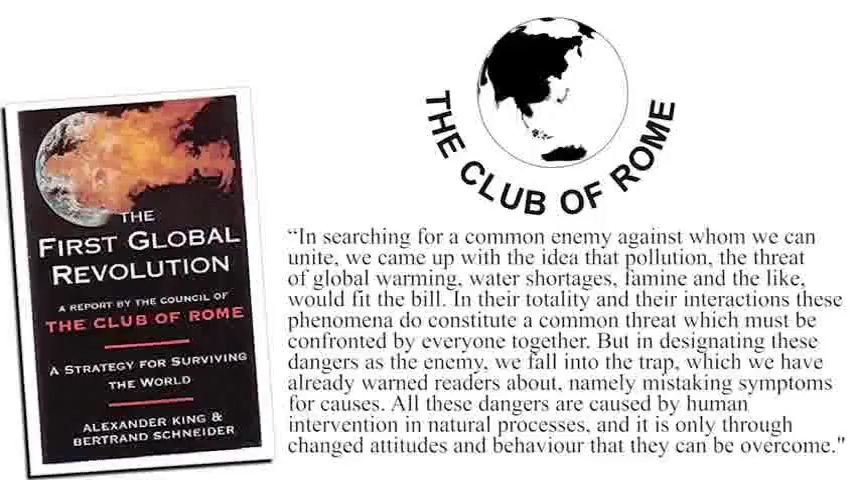 THE
FIRST GLOBAL
REVOLUTION
A REPORT BY THE COUNCIL OF
THE CLUB OF ROME
A STRATEGY FOR SURVIVING
THE WORLD
ALEXANDER KING &
BERTRAND SCHNEIDER
THE CLUB OF ROME
“In searching for a common enemy against whom we can
unite, we came up with the idea that pollution, the threat
of global warming, water shortages, famine and the like,
would fit the bill. In their totality and their interactions these
phenomena do constitute a common threat which must be
confronted by everyone together. But in designating these
dangers as the enemy, we fall into the trap, which we have
already warned readers about, namely mistaking symptoms
for causes. All these dangers are caused by human
intervention in natural processes, and it is only through
changed attitudes and behaviour that they can be overcome."